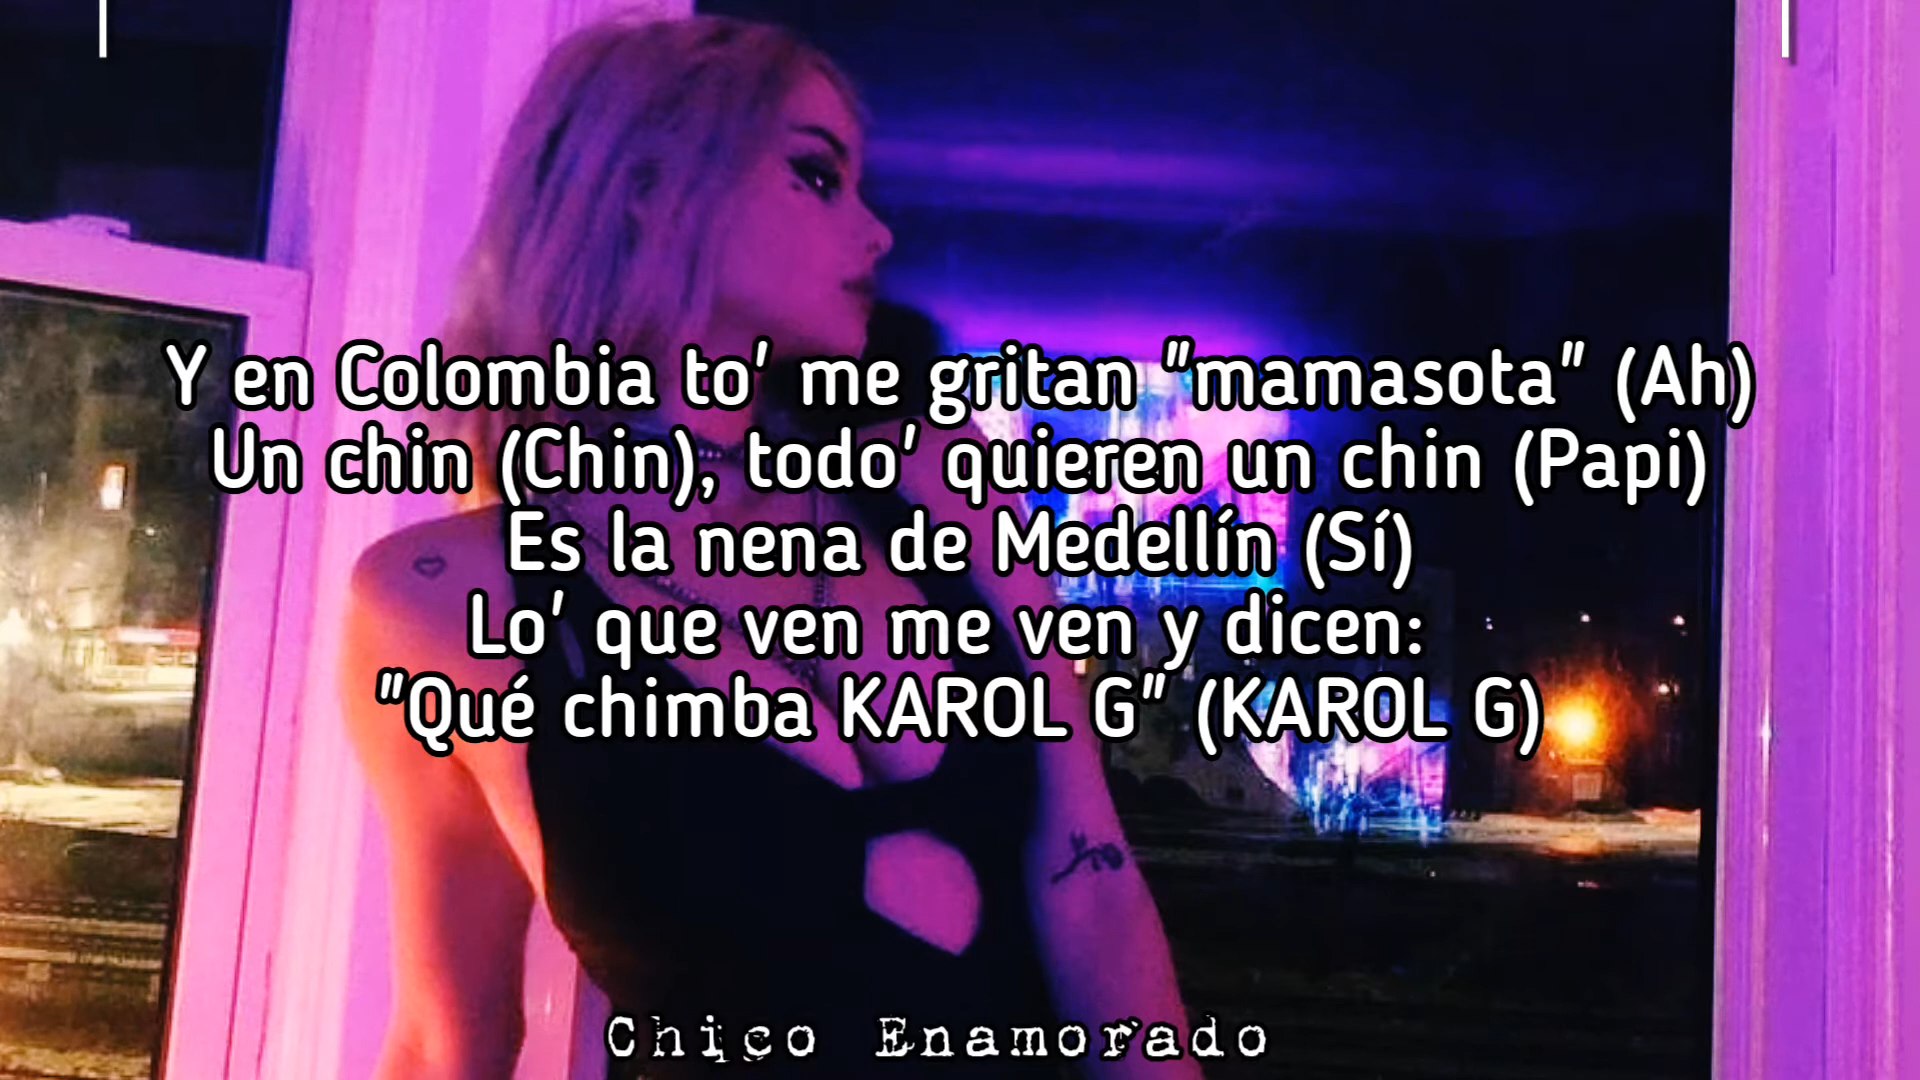 Y en Colombia to' me gritan "mamasota" (Ah)
Un chin (Chin), todo' quieren un chin (Papi)
Es la nena de Medellín (Sí)
Lo' que ven me ven y dicen:
"Qué chimba KAROL G" (KAROL G)
Chico Enamorado